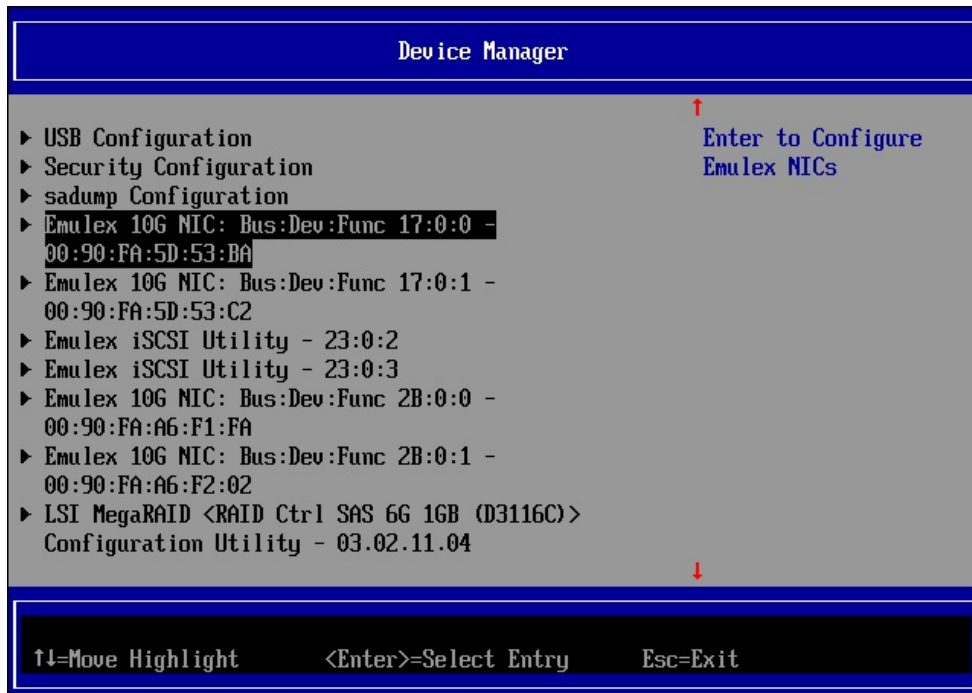 Device Manager
↑
▶ USB Configuration
Enter to Configure
▶ Security Configuration
Emulex NICs
▶ sadump Configuration
▶ Emulex 10G NIC: Bus:Dev:Func 17:0:0 -
00:90:FA:5D:53:BA
▶ Emulex 10G NIC: Bus:Dev:Func 17:0:1 -
00:90:FA:5D:53:C2
▶ Emulex iSCSI Utility - 23:0:2
▶ Emulex iSCSI Utility - 23:0:3
▶ Emulex 10G NIC: Bus:Dev:Func 2B:0:0 -
00:90:FA:A6:F1:FA
▶ Emulex 10G NIC: Bus:Dev:Func 2B:0:1 -
00:90:FA:A6:F2:02
▶ LSI MegaRAID <RAID Ctrl SAS 6G 1GB (D3116C)>
Configuration Utility - 03.02.11.04
↓
↑↓=Move Highlight <Enter>=Select Entry Esc=Exit